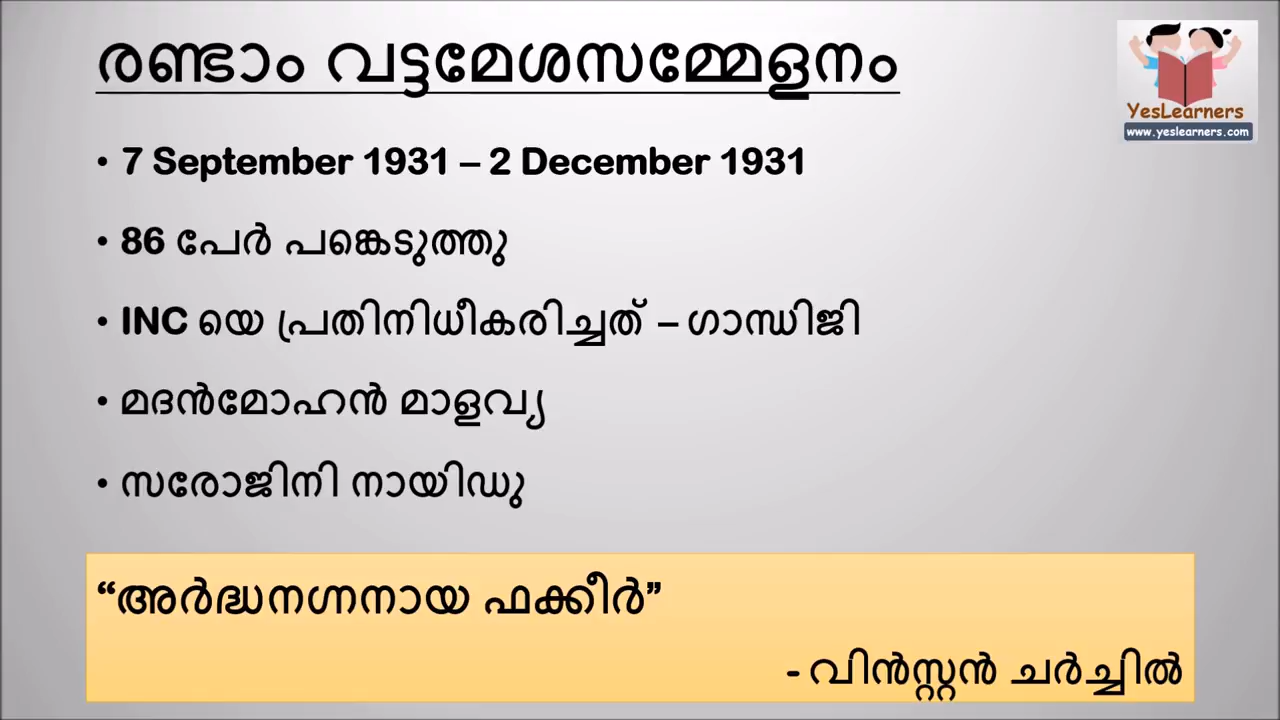 രണ്ടാം വട്ടമേശസമ്മേളനം
YesLearners
www.yeslearners.com
• 7 September 1931 – 2 December 1931
• 86 പേർ പങ്കെടുത്തു
• INC യെ പ്രതിനിധീകരിച്ചത് – ഗാന്ധിജി
• മദൻമോഹൻ മാളവ്യ
• സരോജിനി നായിഡു
“അർദ്ധനഗ്നനായ ഫക്കീർ”
- വിൻസ്റ്റൻ ചർച്ചിൽ